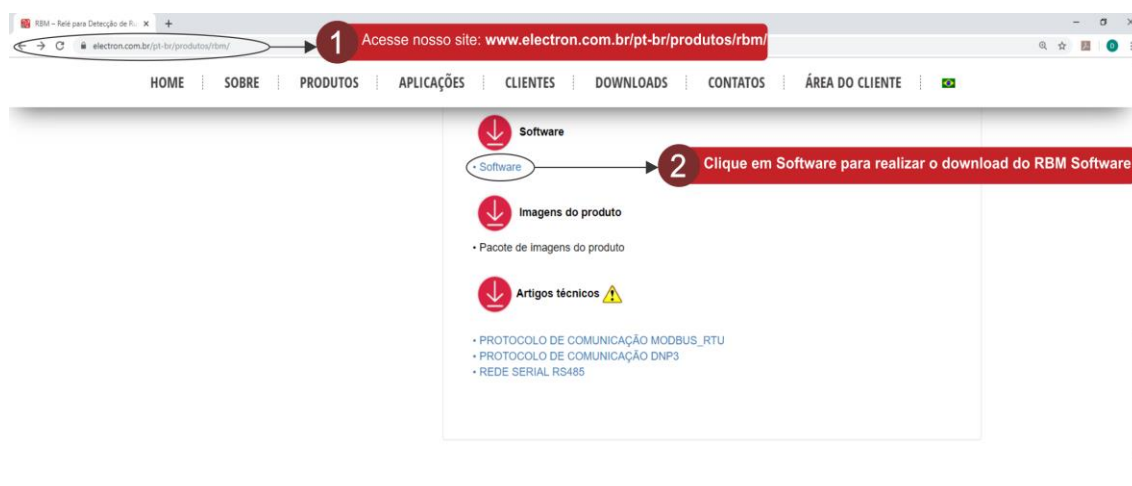 RBM – Relé para Detecção de Ru
electron.com.br/pt-br/produtos/rbm/
1 Acesse nosso site: www.electron.com.br/pt-br/produtos/rbm/
HOME SOBRE PRODUTOS APLICAÇÕES CLIENTES DOWNLOADS CONTATOS ÁREA DO CLIENTE
Software
• Software
2 Clique em Software para realizar o download do RBM Software
Imagens do produto
• Pacote de imagens do produto
Artigos técnicos
• PROTOCOLO DE COMUNICAÇÃO MODBUS_RTU
• PROTOCOLO DE COMUNICAÇÃO DNP3
• REDE SERIAL RS485